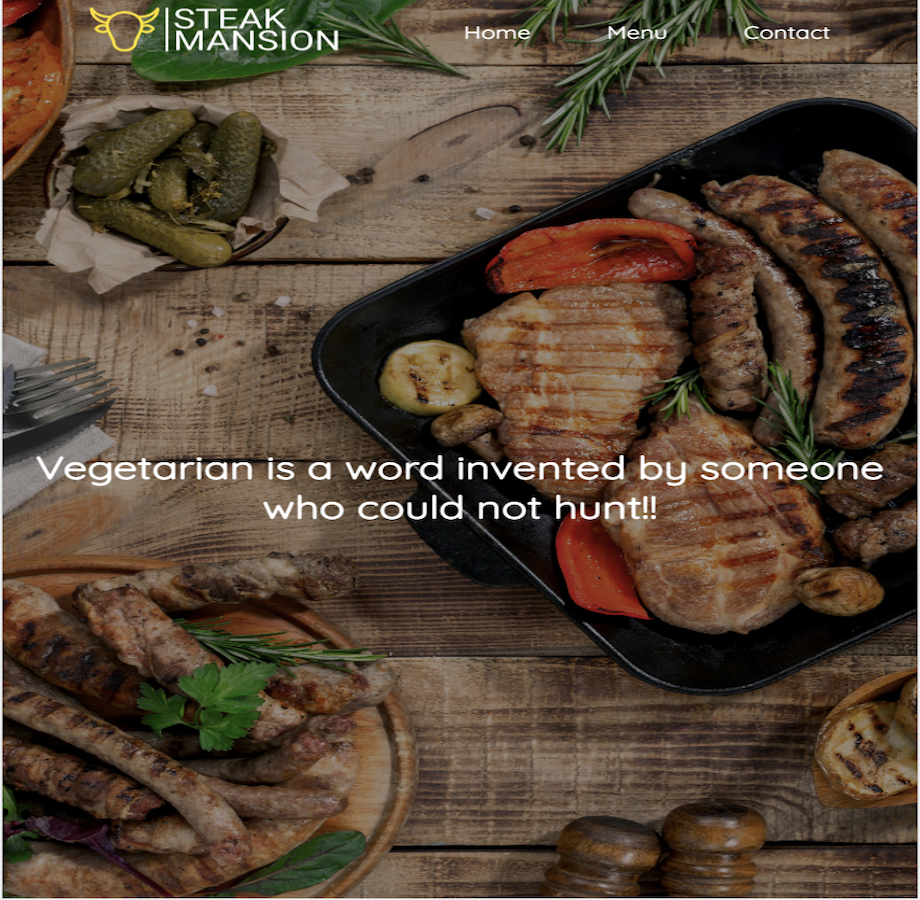 STEAK
MANSION
Home Menu Contact
Vegetarian is a word invented by someone
who could not hunt!!